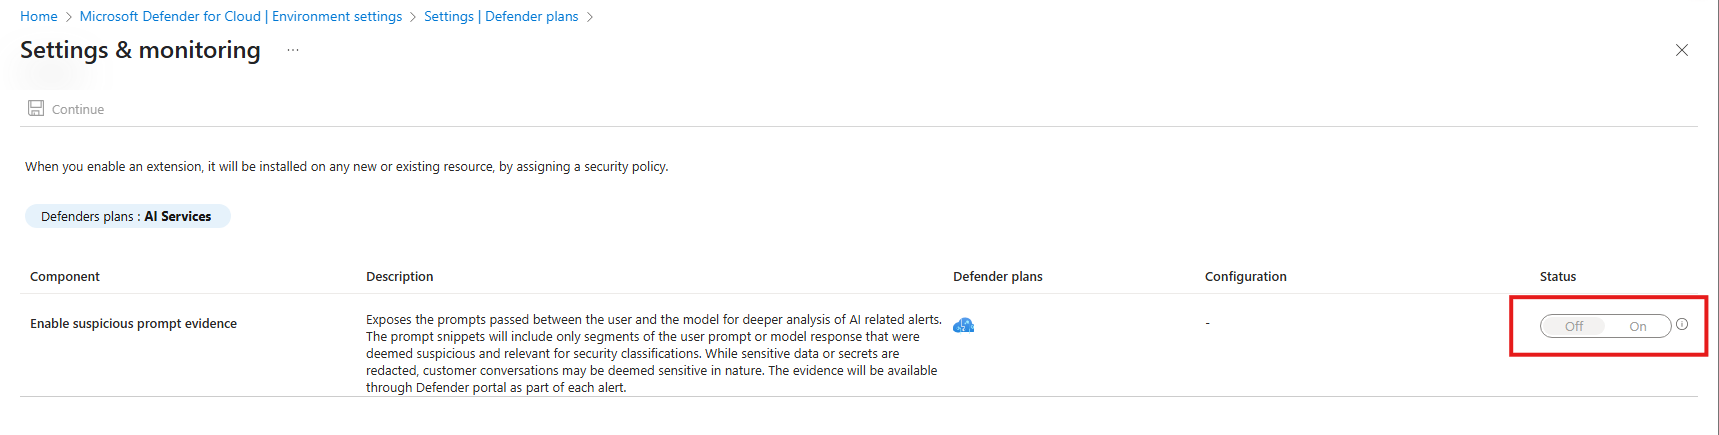 Home > Microsoft Defender for Cloud | Environment settings > Settings | Defender plans >
Settings & monitoring ...
Continue
When you enable an extension, it will be installed on any new or existing resource, by assigning a security policy.
Defenders plans : AI Services
Component Description Defender plans Configuration Status
Enable suspicious prompt evidence
Exposes the prompts passed between the user and the model for deeper analysis of AI related alerts.
The prompt snippets will include only segments of the user prompt or model response that were
deemed suspicious and relevant for security classifications. While sensitive data or secrets are
redacted, customer conversations may be deemed sensitive in nature. The evidence will be available
through Defender portal as part of each alert.
-
Off On